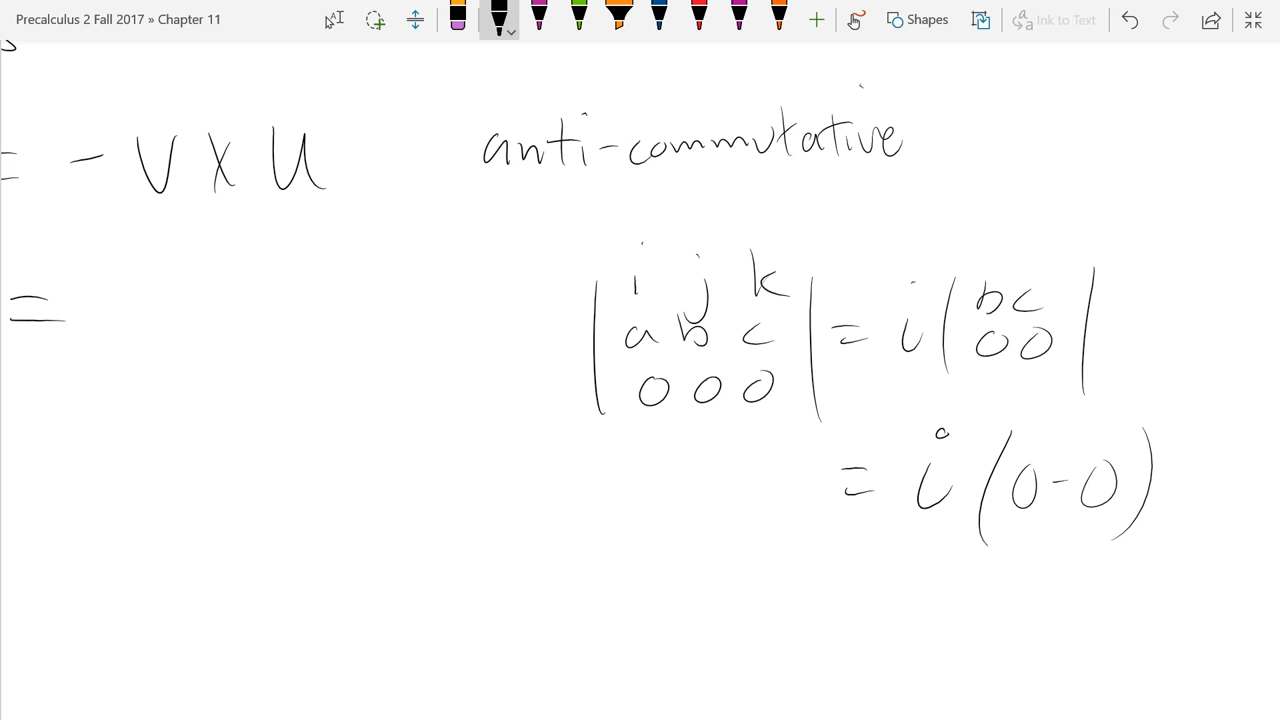 Precalculus 2 Fall 2017 » Chapter 11
Shapes
Ink to Text
= - V X U
anti-commutative
=
| i j k |
| a b c | = i | b c |
| 0 0 0 | | 0 0 |
= i (0-0)